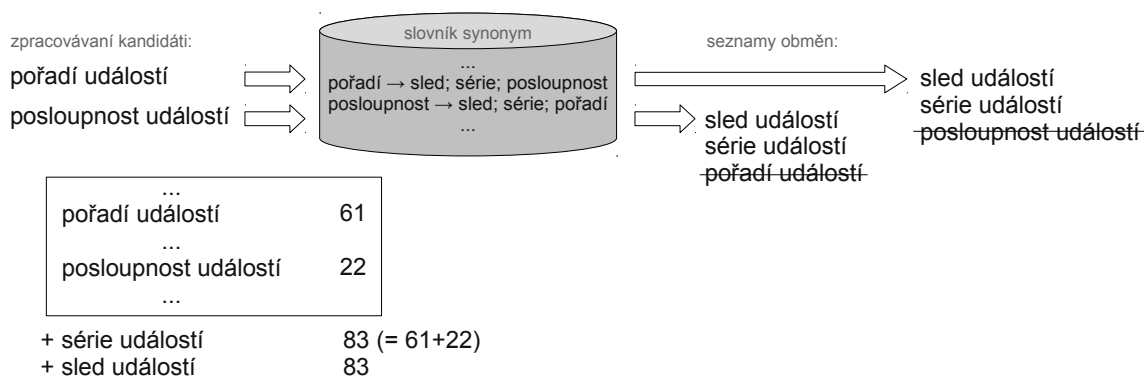 zpracovávaní kandidáti:
pořadí událostí
posloupnost událostí
slovník synonym
...
pořadí → sled; série; posloupnost
posloupnost → sled; série; pořadí
...
seznamy obměn:
sled událostí
série událostí
pořadí událostí
sled událostí
série událostí
posloupnost událostí
...
pořadí událostí 61
...
posloupnost událostí 22
...
+ série událostí 83 (= 61+22)
+ sled událostí 83